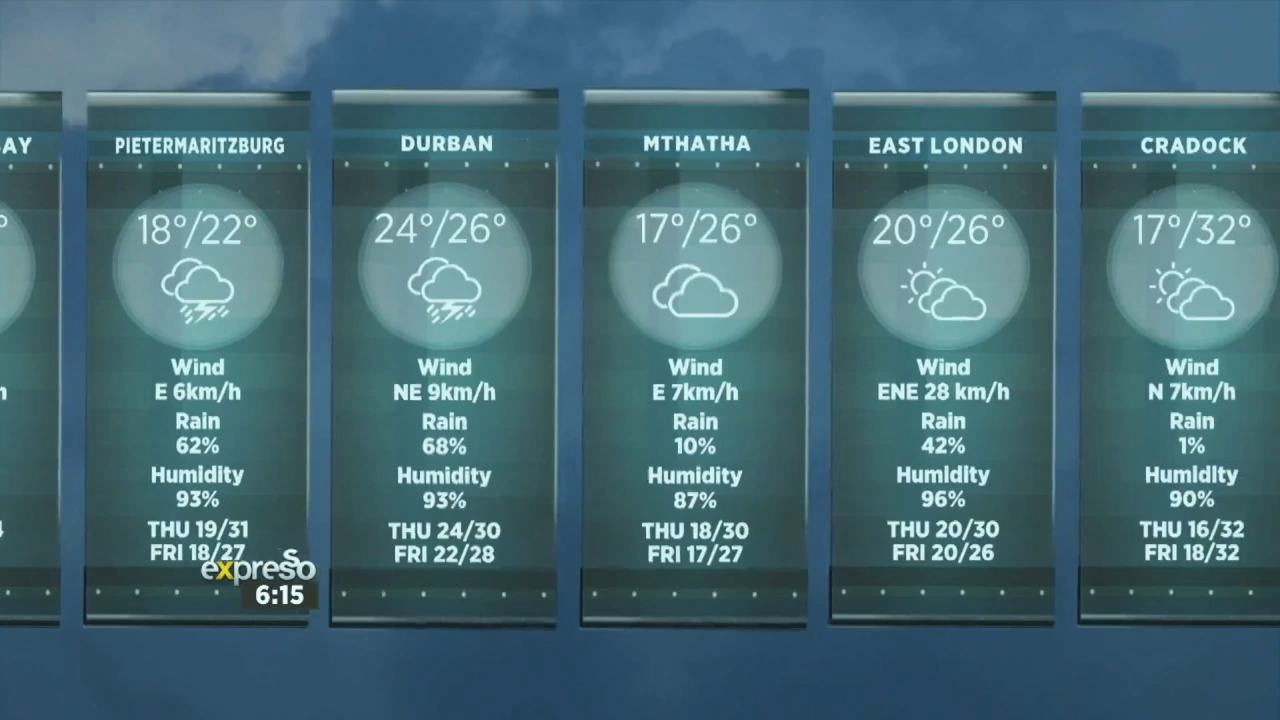 AY
PIETERMARITZBURG
18°/22°
Wind
E 6km/h
Rain
62%
Humidity
93%
THU 19/31
FRI 18/27
DURBAN
24°/26°
Wind
NE 9km/h
Rain
68%
Humidity
93%
THU 24/30
FRI 22/28
MTHATHA
17°/26°
Wind
E 7km/h
Rain
10%
Humidity
87%
THU 18/30
FRI 17/27
EAST LONDON
20°/26°
Wind
ENE 28 km/h
Rain
42%
Humidity
96%
THU 20/30
FRI 20/26
CRADOCK
17°/32°
Wind
N 7km/h
Rain
1%
Humidity
90%
THU 16/32
FRI 18/32
expresso
6:15